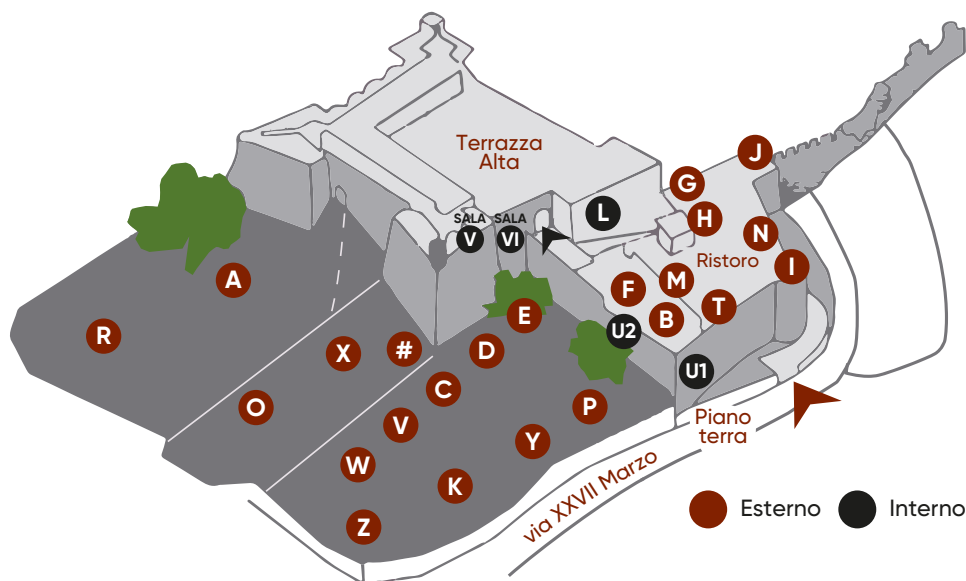 Terrazza
Alta
J
G
L
H
SALA
V
SALA
VI
N
Ristoro
I
A
M
F
T
B
E
U2
R
X
#
D
U1
C
O
P
V
Y
W
K
Z
Piano
terra
via XXVII Marzo
Esterno
Interno